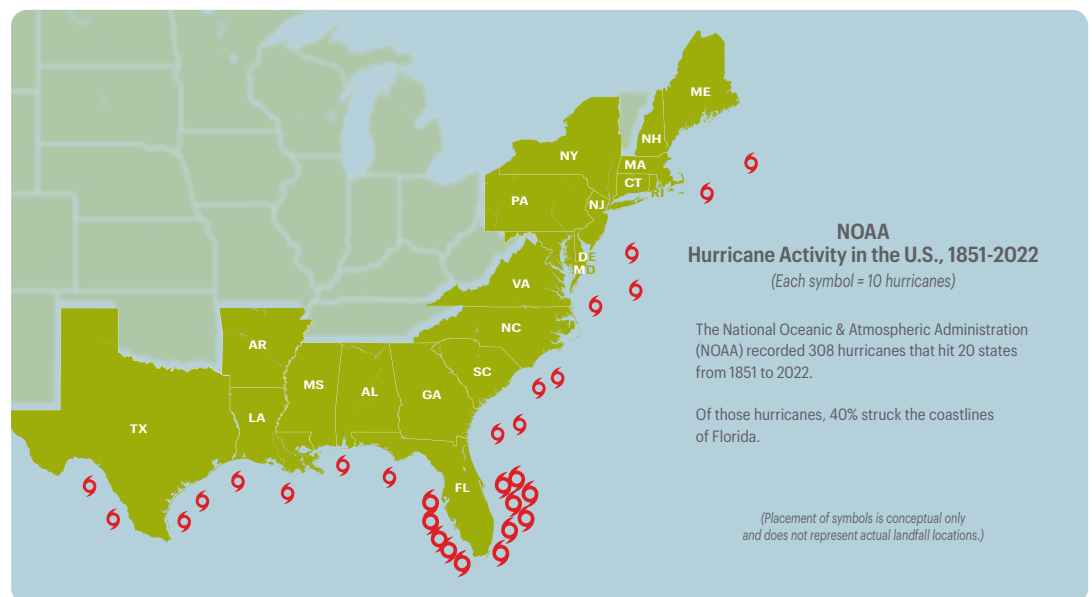 ME
NH
NY
MA
CT
RI
PA
NJ
DE
MD
VA
NC
AR
SC
MS
AL
GA
LA
TX
FL
NOAA
Hurricane Activity in the U.S., 1851-2022
(Each symbol = 10 hurricanes)
The National Oceanic & Atmospheric Administration
(NOAA) recorded 308 hurricanes that hit 20 states
from 1851 to 2022.
Of those hurricanes, 40% struck the coastlines
of Florida.
(Placement of symbols is conceptual only
and does not represent actual landfall locations.)